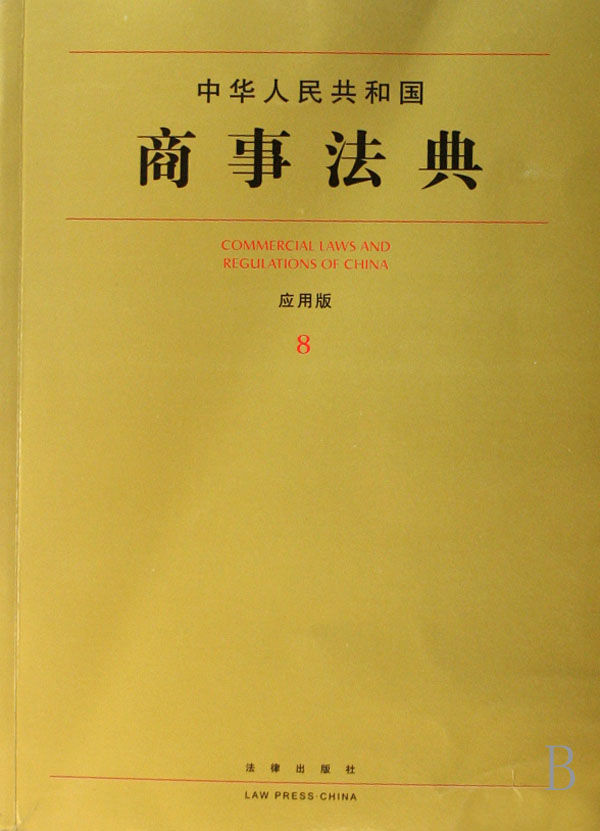 中华人民共和国
商事法典
COMMERCIAL LAWS AND
REGULATIONS OF CHINA
应用版
8
法律出版社
LAW PRESS·CHINA
B